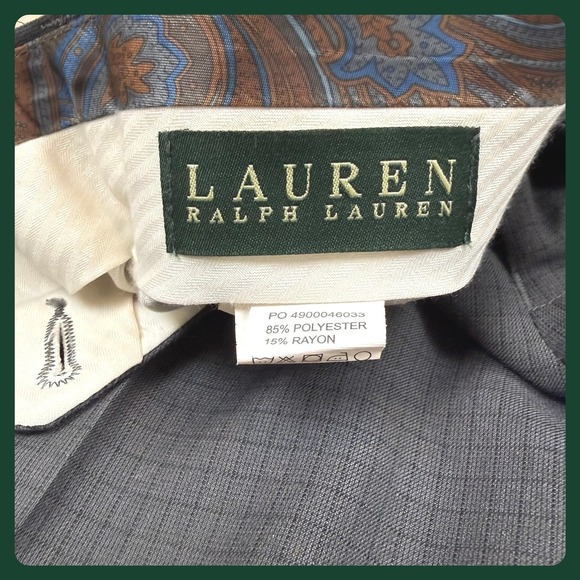 LAUREN
RALPH LAUREN
PO 4900046033
85% POLYESTER
15% RAYON